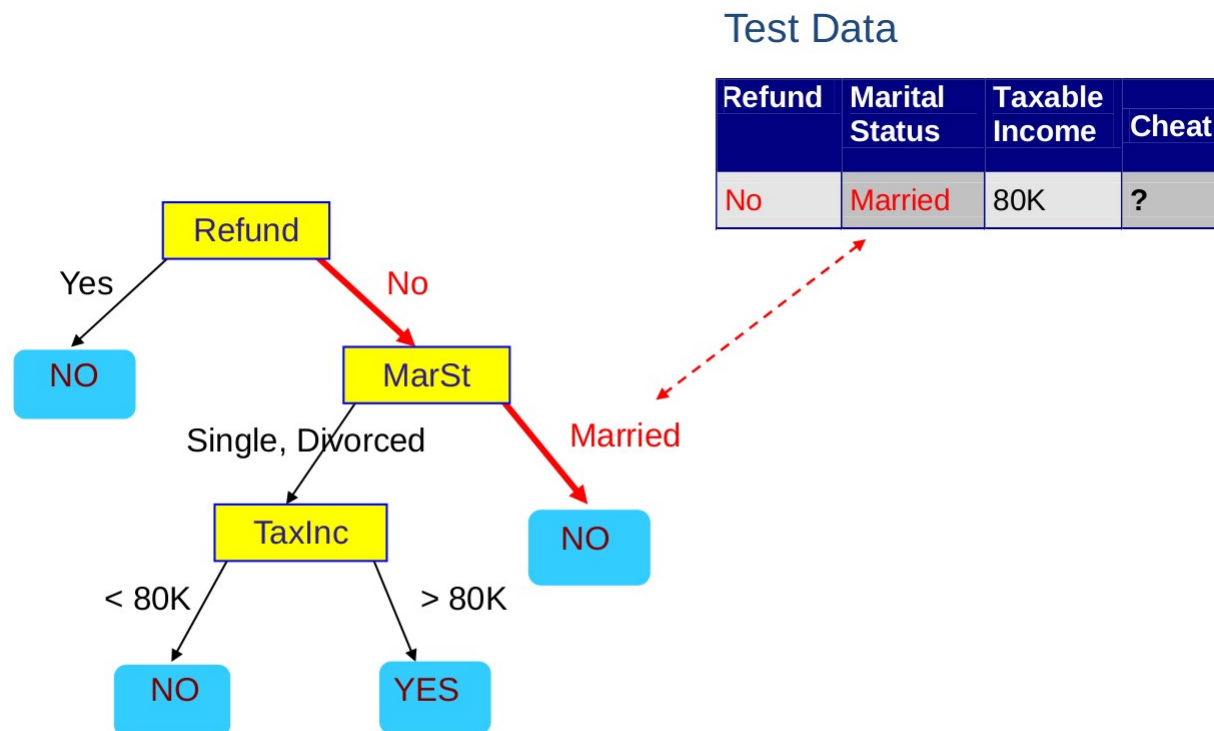 Test Data
Refund Marital Status Taxable Income Cheat
No Married 80K ?
Refund
Yes No
NO MarSt
Single, Divorced Married
TaxInc NO
< 80K > 80K
NO YES